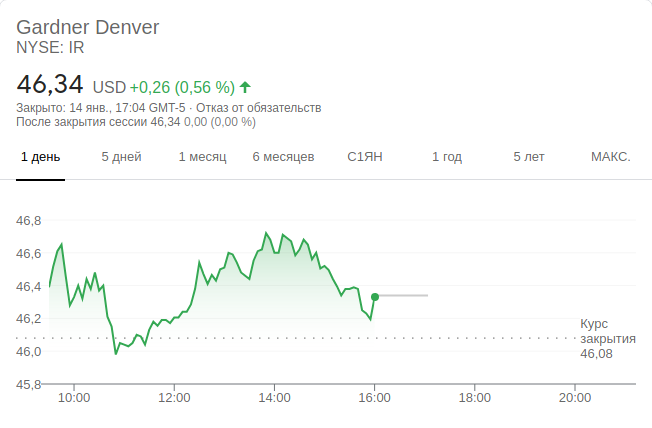 Gardner Denver
NYSE: IR
46,34 USD +0,26 (0,56 %)
Закрыто: 14 янв., 17:04 GMT-5 · Отказ от обязательств
После закрытия сессии 46,34 0,00 (0,00 %)
1 день 5 дней 1 месяц 6 месяцев С1ЯН 1 год 5 лет МАКС.
46,8
46,6
46,4
46,2
46,0
45,8
Курс
закрытия
46,08
10:00 12:00 14:00 16:00 18:00 20:00